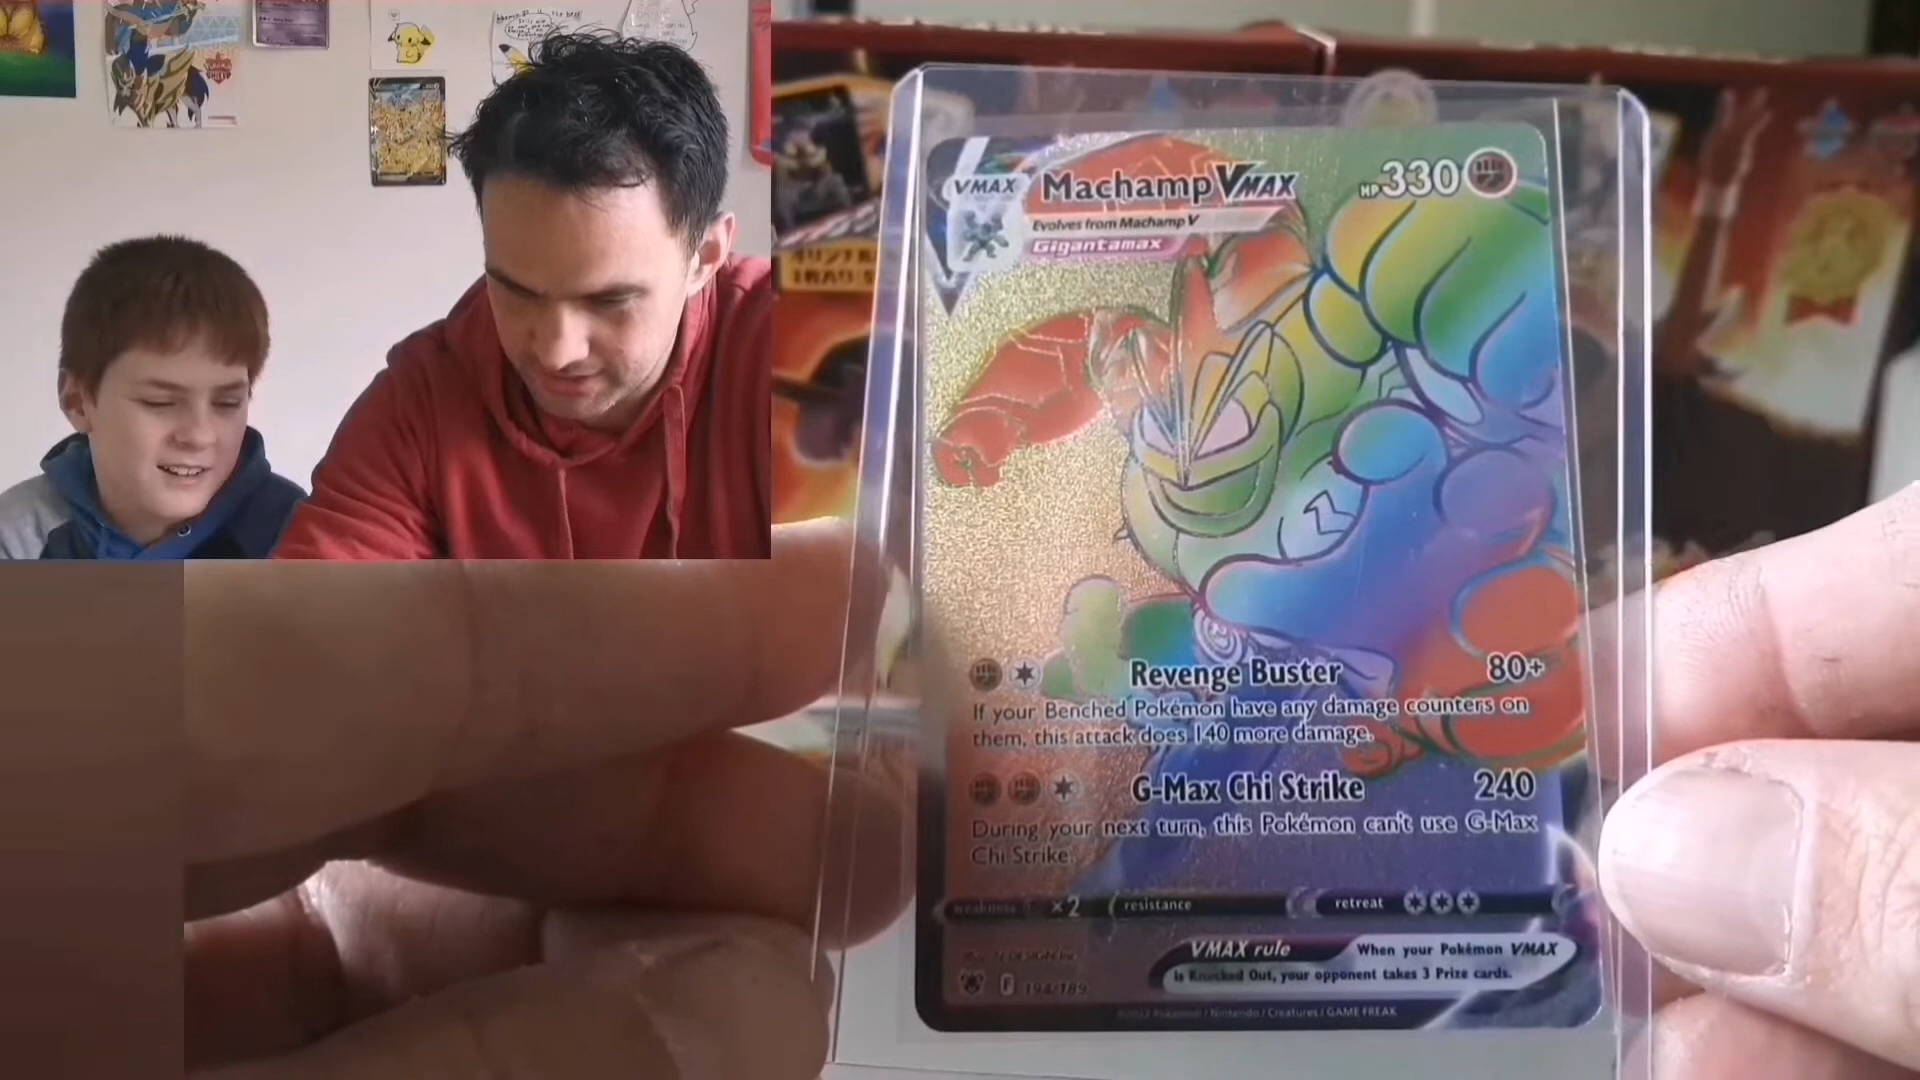 VMAX
Machamp VMAX
HP 330
Evolves from Machamp V
Gigantamax
Revenge Buster 80+
If your Benched Pokémon have any damage counters on
them, this attack does 140 more damage.
G-Max Chi Strike 240
During your next turn, this Pokémon can't use G-Max
Chi Strike.
weakness ×2 resistance retreat
VMAX rule When your Pokémon VMAX
is Knocked Out, your opponent takes 3 Prize cards.
F 194/189
©2022 Pokémon / Nintendo / Creatures / GAME FREAK